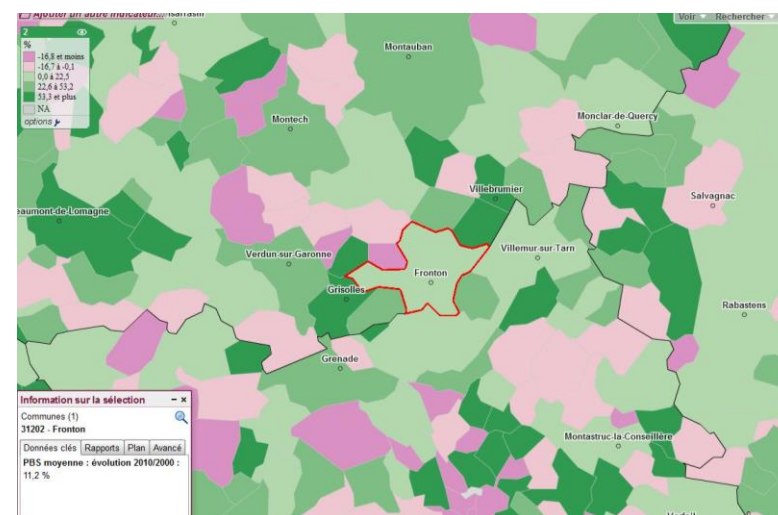 Ajouter un autre indicateur...
Voir Rechercher
2
%
-16,8 et moins
-16,7 à -0,1
0,0 à 22,5
22,6 à 53,2
53,3 et plus
NA
options
Montauban
Montech
Monclar-de-Quercy
Villebrumier
Salvagnac
Verdun-sur-Garonne
Villemur-sur-Tarn
Fronton
Grisolles
Rabastens
Grenade
Montastruc-la-Conseillère
Information sur la sélection - ×
Communes (1)
31202 - Fronton
Données clés Rapports Plan Avancé
PBS moyenne : évolution 2010/2000 :
11,2 %